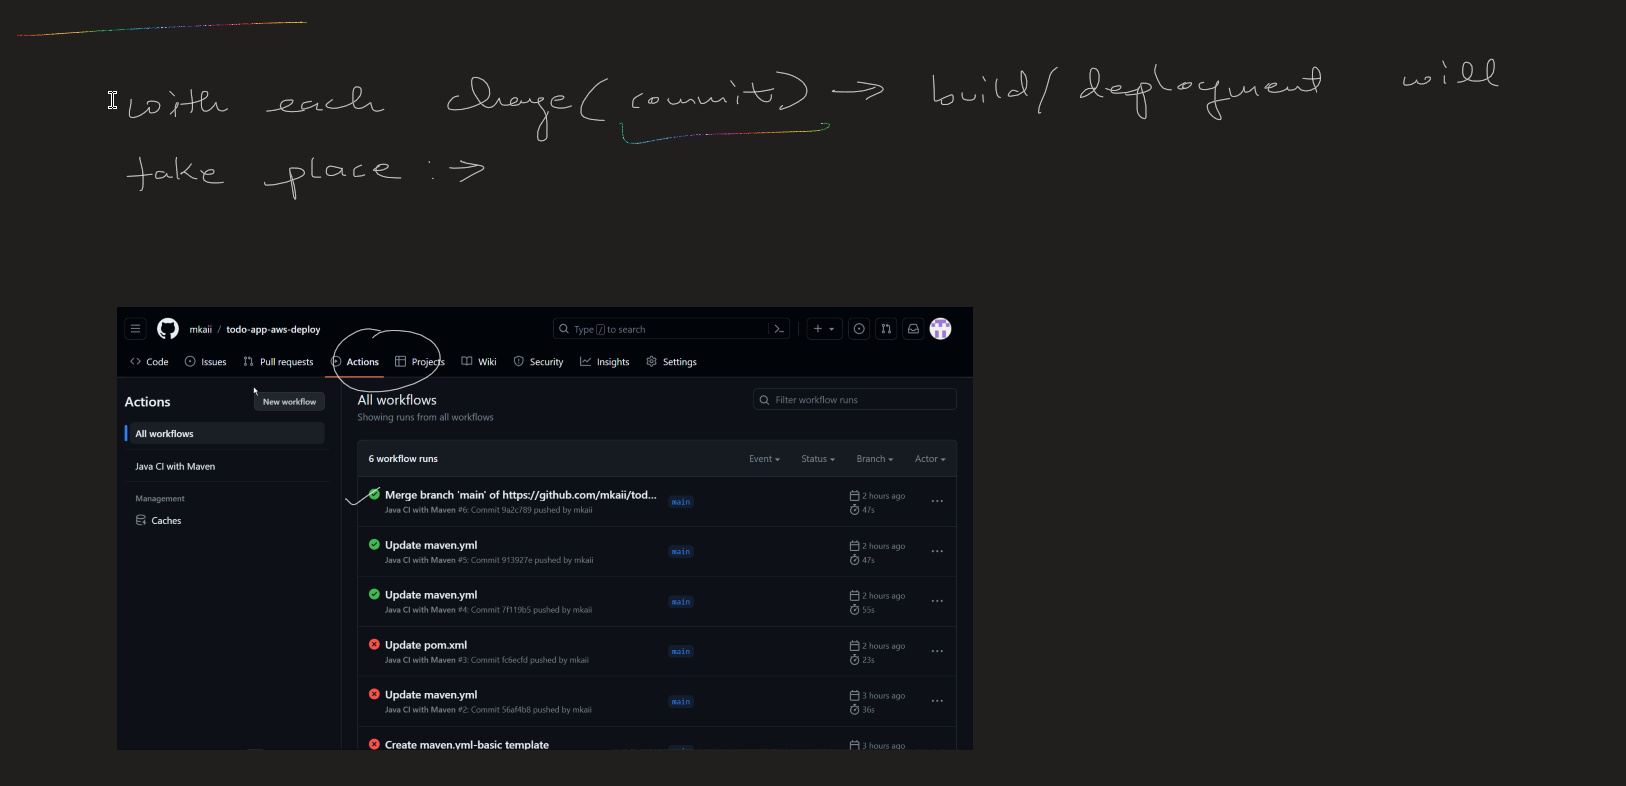 with each change (commit) → build/deployment will
take place :→
mkaii / todo-app-aws-deploy
Type / to search
Code Issues Pull requests Actions Projects Wiki Security Insights Settings
Actions
New workflow
All workflows
Java CI with Maven
Management
Caches
All workflows
Showing runs from all workflows
Filter workflow runs
6 workflow runs Event Status Branch Actor
Merge branch 'main' of https://github.com/mkaii/tod... main 2 hours ago
Java CI with Maven #6: Commit 9a2c789 pushed by mkaii 47s
Update maven.yml main 2 hours ago
Java CI with Maven #5: Commit 913927e pushed by mkaii 47s
Update maven.yml main 2 hours ago
Java CI with Maven #4: Commit 7f119b5 pushed by mkaii 55s
Update pom.xml main 2 hours ago
Java CI with Maven #3: Commit fc6ecfd pushed by mkaii 23s
Update maven.yml main 3 hours ago
Java CI with Maven #2: Commit 56af4b8 pushed by mkaii 36s
Create maven.yml-basic template 3 hours ago